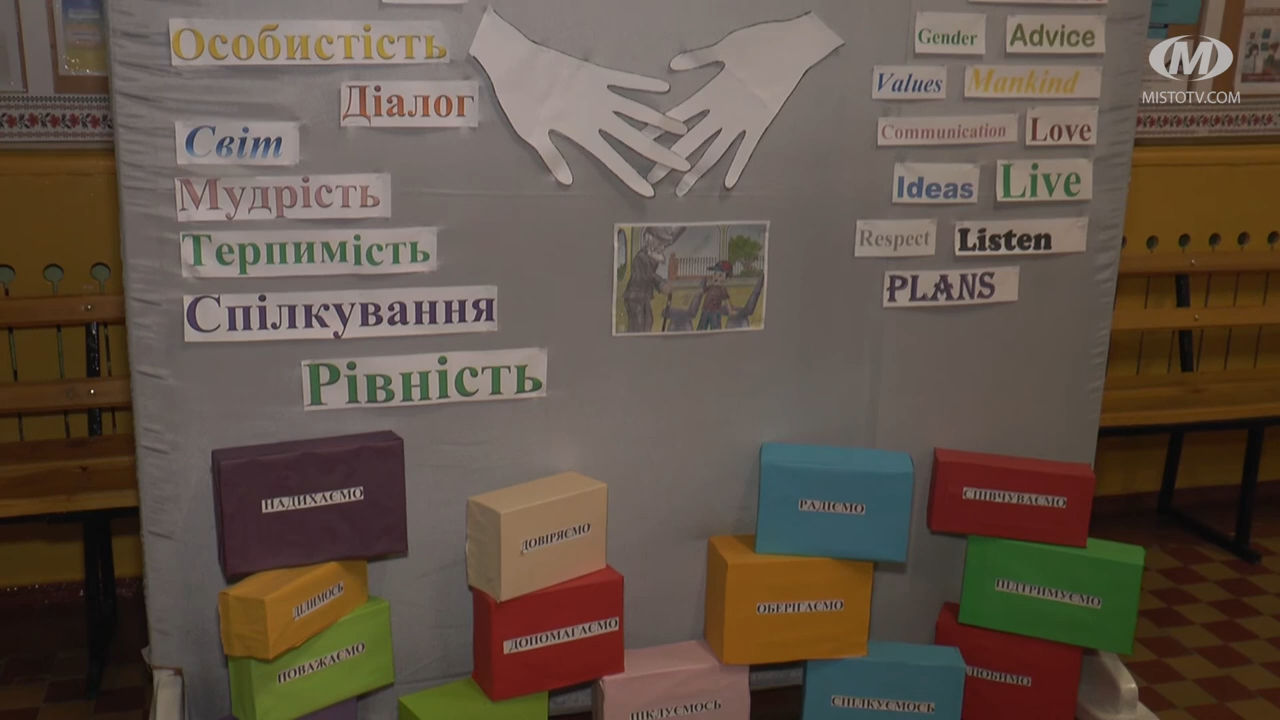 Особистість
Діалог
Світ
Мудрість
Терпимість
Спілкування
Рівність
Gender
Advice
Values
Mankind
Communication
Love
Ideas
Live
Respect
Listen
PLANS
M
MISTOTV.COM
НАДИХАЄМО
ДІЛИМОСЬ
ПОВАЖАЄМО
ДОВІРЯЄМО
ДОПОМАГАЄМО
ПІКЛУЄМОСЬ
РАДІЄМО
ОБЕРІГАЄМО
СПІЛКУЄМОСЬ
СПІВЧУВАЄМО
ПІДТРИМУЄМО
ЛЮБИМО